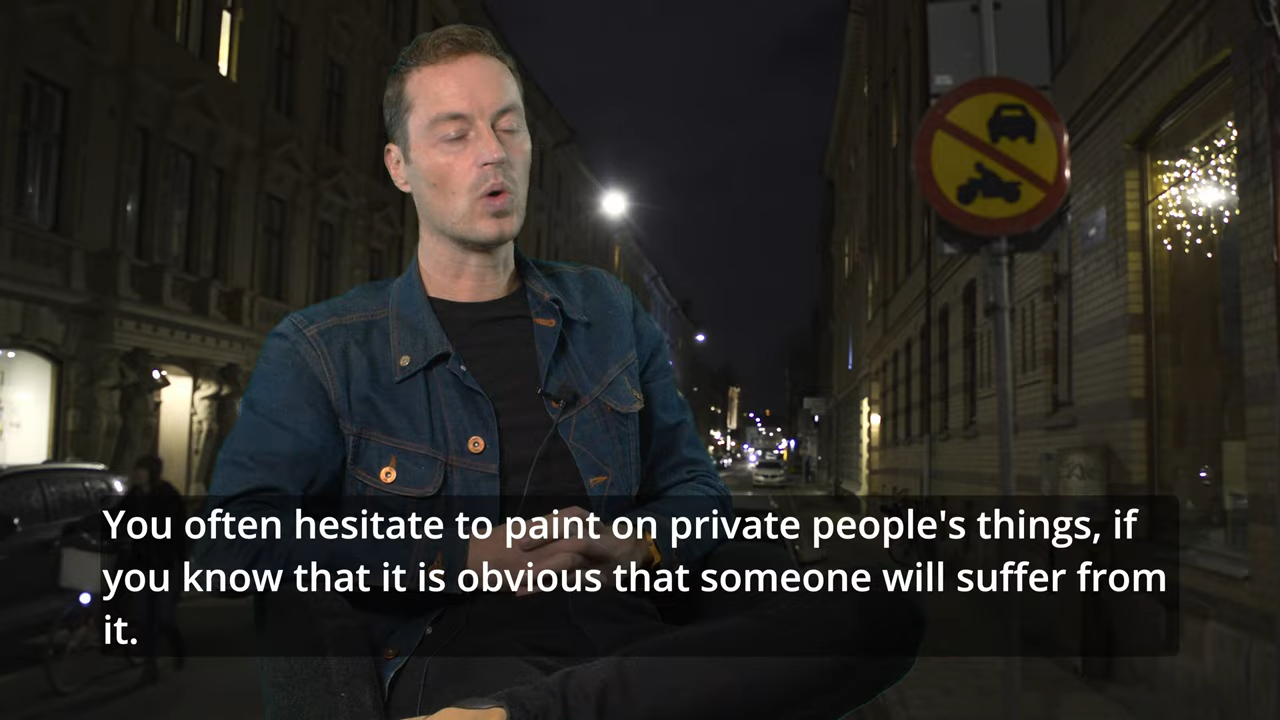 You often hesitate to paint on private people's things, if
you know that it is obvious that someone will suffer from
it.